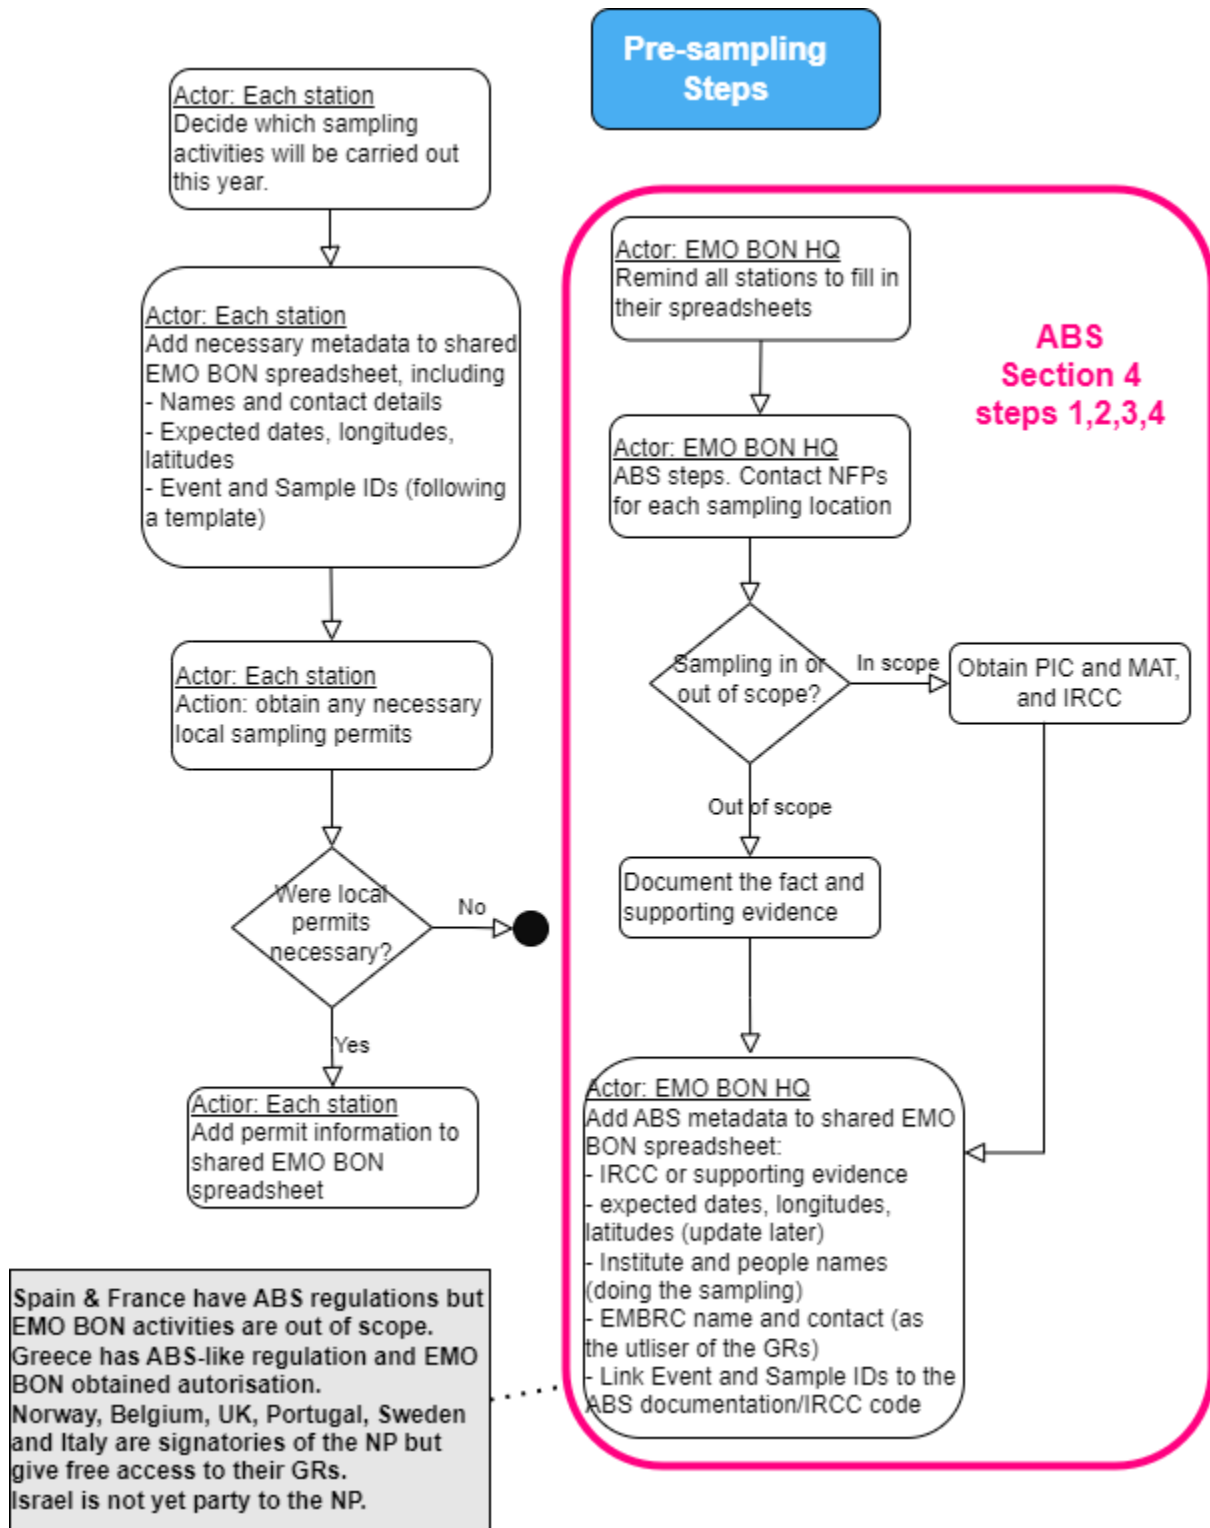 Pre-sampling
Steps
Actor: Each station
Decide which sampling
activities will be carried out
this year.
Actor: Each station
Add necessary metadata to shared
EMO BON spreadsheet, including
- Names and contact details
- Expected dates, longitudes,
latitudes
- Event and Sample IDs (following
a template)
Actor: Each station
Action: obtain any necessary
local sampling permits
Were local
permits
necessary?
No
Yes
Actior: Each station
Add permit information to
shared EMO BON
spreadsheet
ABS
Section 4
steps 1,2,3,4
Actor: EMO BON HQ
Remind all stations to fill in
their spreadsheets
Actor: EMO BON HQ
ABS steps. Contact NFPs
for each sampling location
Sampling in or
out of scope?
In scope
Obtain PIC and MAT,
and IRCC
Out of scope
Document the fact and
supporting evidence
Actor: EMO BON HQ
Add ABS metadata to shared EMO
BON spreadsheet:
- IRCC or supporting evidence
- expected dates, longitudes,
latitudes (update later)
- Institute and people names
(doing the sampling)
- EMBRC name and contact (as
the utliser of the GRs)
- Link Event and Sample IDs to the
ABS documentation/IRCC code
Spain & France have ABS regulations but
EMO BON activities are out of scope.
Greece has ABS-like regulation and EMO
BON obtained autorisation.
Norway, Belgium, UK, Portugal, Sweden
and Italy are signatories of the NP but
give free access to their GRs.
Israel is not yet party to the NP.